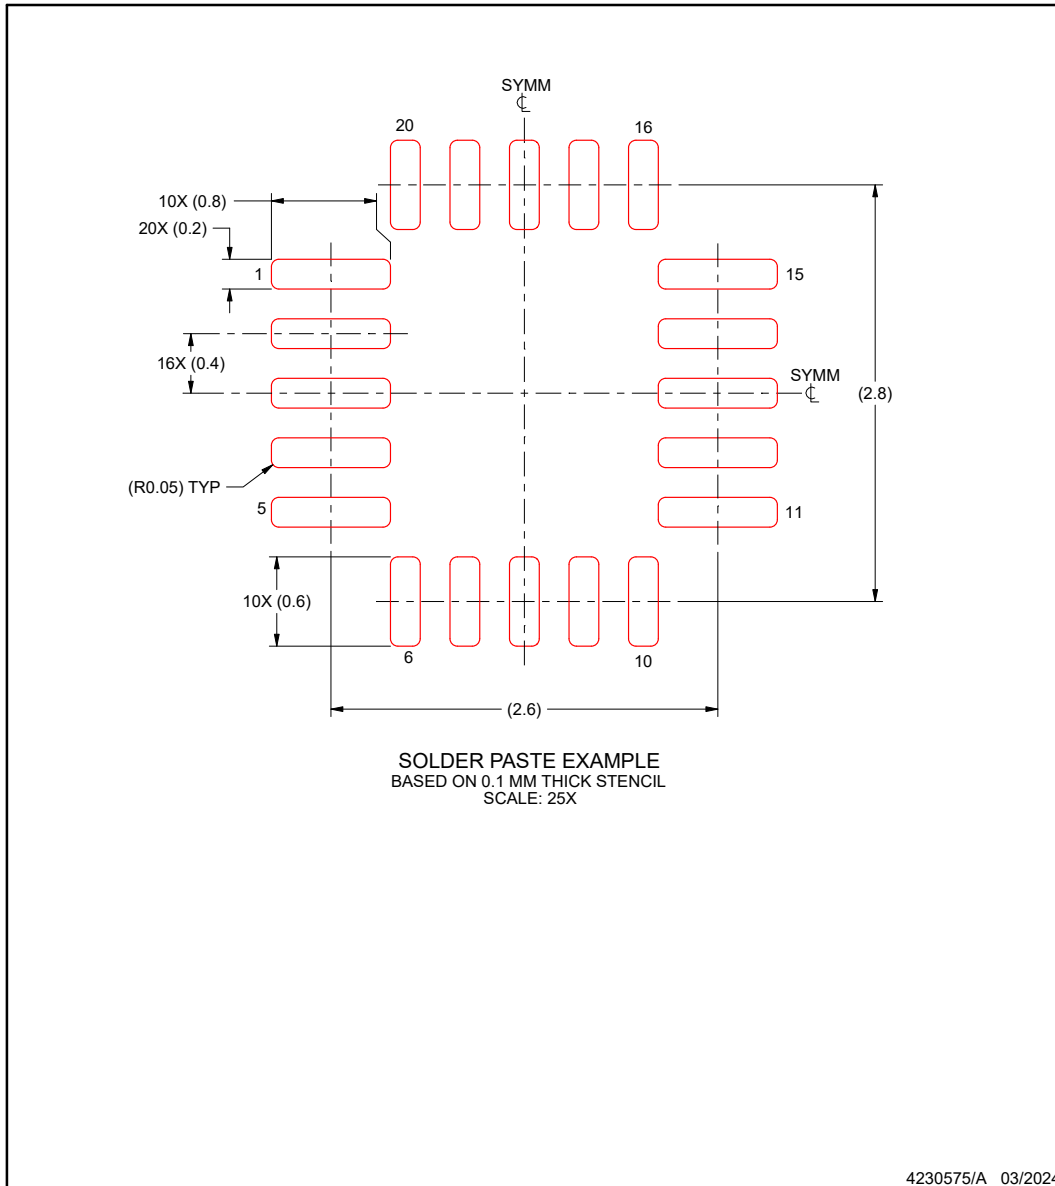 SYMM
℄
20
16
10X (0.8)
20X (0.2)
1
15
16X (0.4)
SYMM
℄
(2.8)
(R0.05) TYP
5
11
10X (0.6)
6
10
(2.6)
SOLDER PASTE EXAMPLE
BASED ON 0.1 MM THICK STENCIL
SCALE: 25X
4230575/A 03/2024